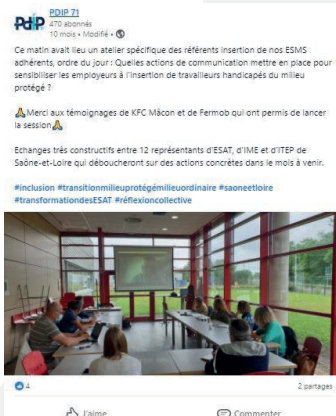 PDIP 71
PdiP
470 abonnés
10 mois • Modifié •
Ce matin avait lieu un atelier spécifique des référents insertion de nos ESMS
adhérents, ordre du jour : Quelles actions de communication mettre en place pour
sensibiliser les employeurs à l'insertion de travailleurs handicapés du milieu
protégé ?
Merci aux témoignages de KFC Mâcon et de Fermob qui ont permis de lancer
la session
Echanges très constructifs entre 12 représentants d'ESAT, d'IME et d'ITEP de
Saône-et-Loire qui déboucheront sur des actions concrètes dans le mois à venir.
#inclusion #transitionmilieuprotégémilieuordinaire #saoneetloire
#transformationdesESAT #réflexioncollective
4
2 partages
J'aime
Commenter